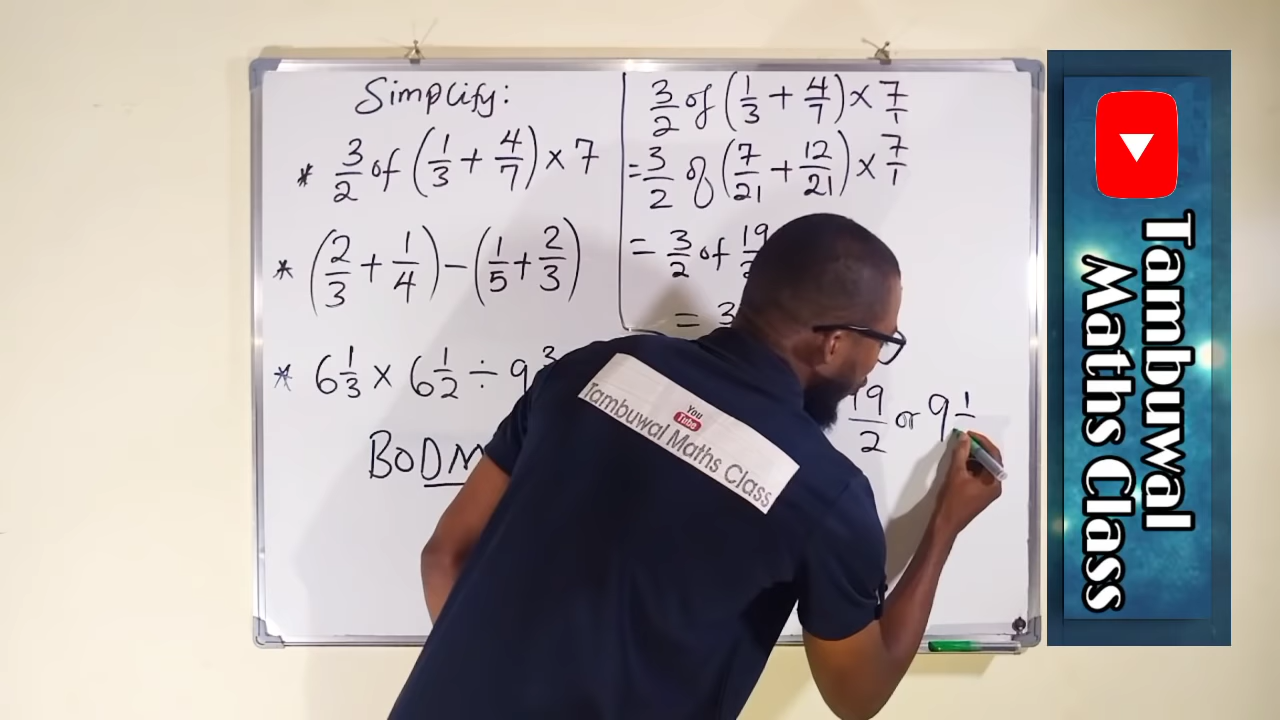 Simplify:
* 3/2 of (1/3 + 4/7) × 7
* (2/3 + 1/4) − (1/5 + 2/3)
* 6 1/3 × 6 1/2 ÷ 9 3
BODM
3/2 of (1/3 + 4/7) × 7/1
= 3/2 of (7/21 + 12/21) × 7/1
= 3/2 of 19
= 3
19/2 or 9 1
You
Tube
Tambuwal Maths Class
Tambuwal
Maths Class